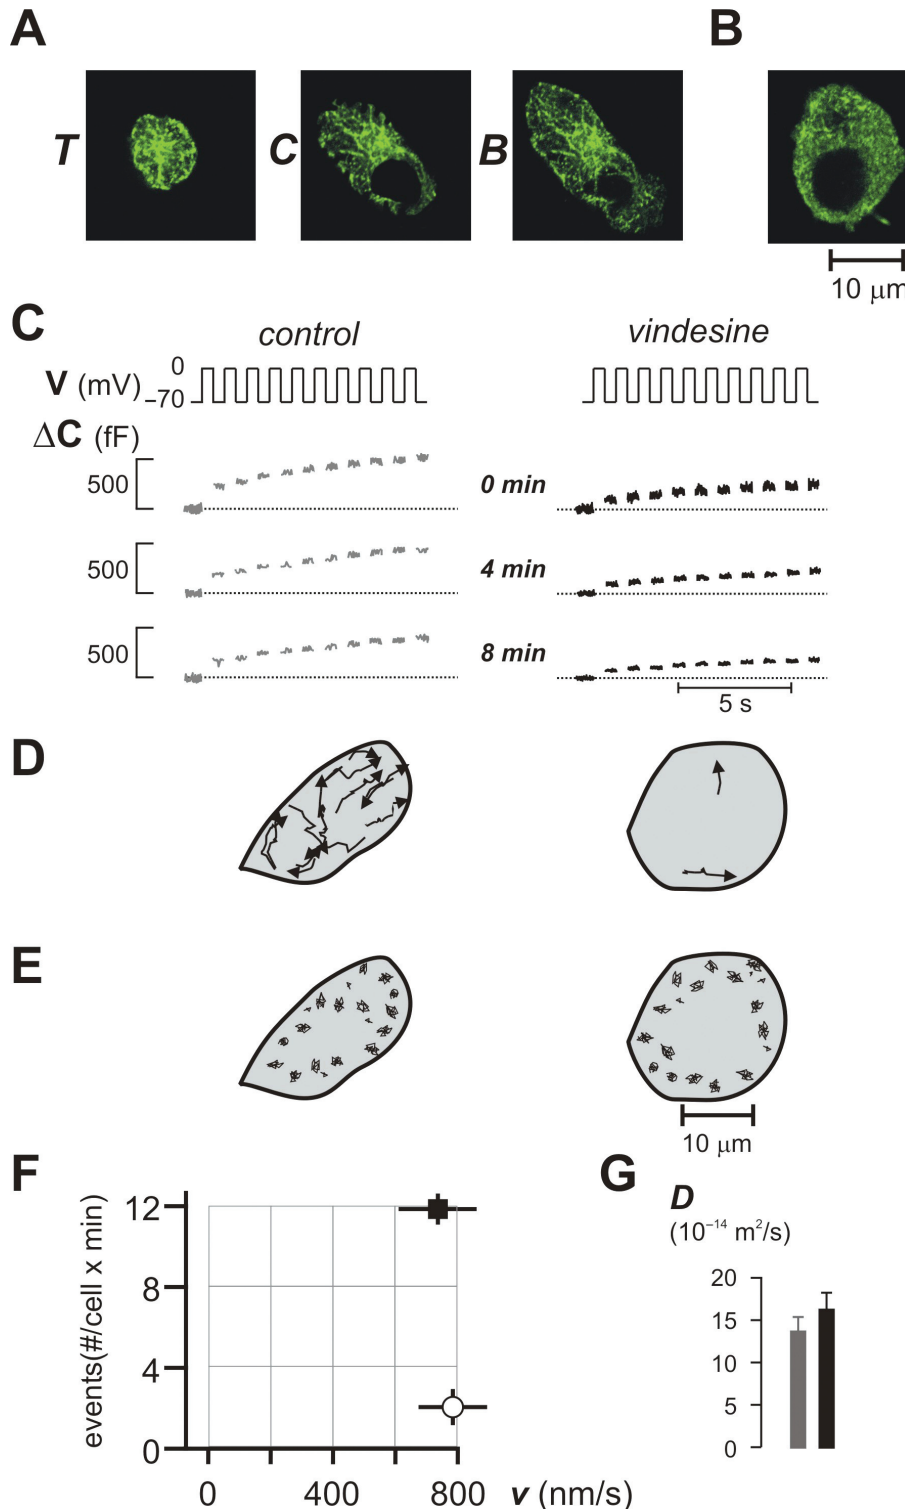 A
B
T
C
B
10 μm
C
control
vindesine
V (mV)
0
−70
ΔC (fF)
500
0 min
500
4 min
500
8 min
5 s
D
E
10 μm
F
G
events(#/cell x min)
12
8
4
0
0
400
800
v (nm/s)
D
(10⁻¹⁴ m²/s)
20
15
10
5
0